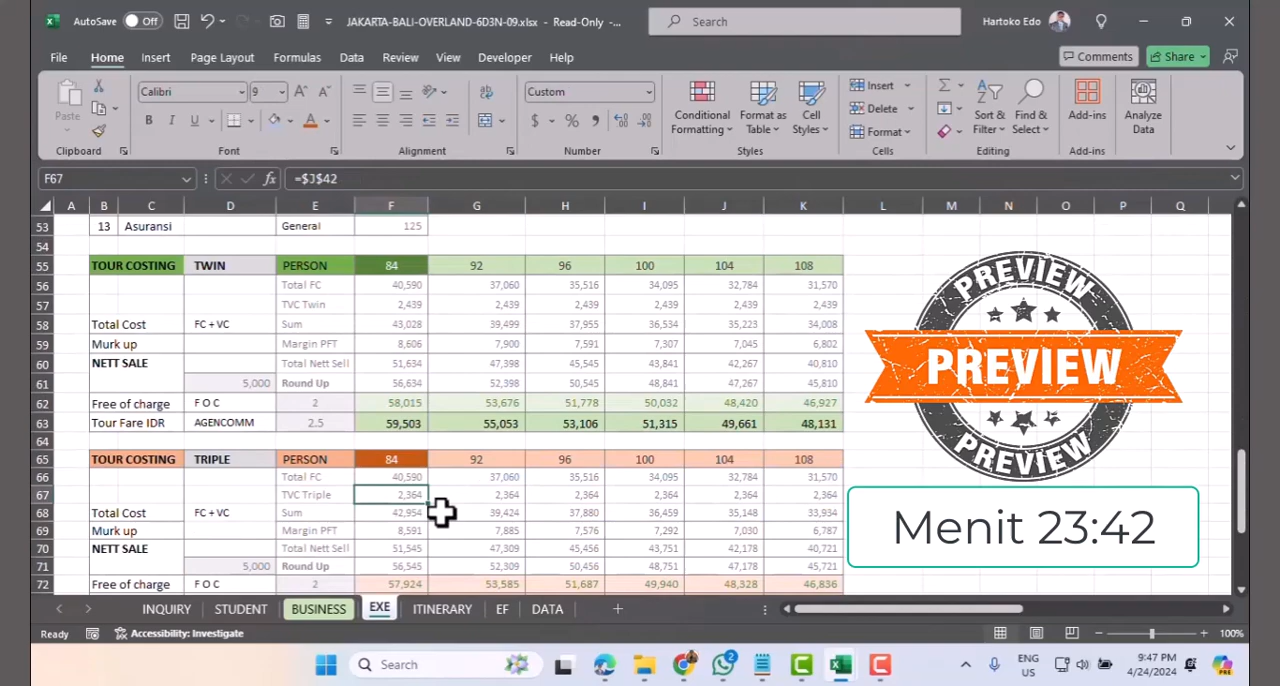 AutoSave Off JAKARTA-BALI-OVERLAND-6D3N-09.xlsx - Read-Only -... Search Hartoko Edo
File Home Insert Page Layout Formulas Data Review View Developer Help Comments Share
Paste Calibri 9 Custom Conditional Formatting Format as Table Cell Styles Insert Delete Format Sort & Filter Find & Select Add-ins Analyze Data
Clipboard Font Alignment Number Styles Cells Editing Add-ins
F67 fx =$J$42
A B C D E F G H I J K L M N O P Q
53 13 Asuransi General 125
54
55 TOUR COSTING TWIN PERSON 84 92 96 100 104 108
56 Total FC 40,590 37,060 35,516 34,095 32,784 31,570
57 TVC Twin 2,439 2,439 2,439 2,439 2,439 2,439
58 Total Cost FC + VC Sum 43,028 39,499 37,955 36,534 35,223 34,008
59 Murk up Margin PFT 8,606 7,900 7,591 7,307 7,045 6,802
60 NETT SALE Total Nett Sell 51,634 47,398 45,545 43,841 42,267 40,810
61 5,000 Round Up 56,634 52,398 50,545 48,841 47,267 45,810
62 Free of charge F O C 2 58,015 53,676 51,778 50,032 48,420 46,927
63 Tour Fare IDR AGENCOMM 2.5 59,503 55,053 53,106 51,315 49,661 48,131
64
65 TOUR COSTING TRIPLE PERSON 84 92 96 100 104 108
66 Total FC 40,590 37,060 35,516 34,095 32,784 31,570
67 TVC Triple 2,364 2,364 2,364 2,364 2,364 2,364
68 Total Cost FC + VC Sum 42,954 39,424 37,880 36,459 35,148 33,934
69 Murk up Margin PFT 8,591 7,885 7,576 7,292 7,030 6,787
70 NETT SALE Total Nett Sell 51,545 47,309 45,456 43,751 42,178 40,721
71 5,000 Round Up 56,545 52,309 50,456 48,751 47,178 45,721
72 Free of charge F O C 2 57,924 53,585 51,687 49,940 48,328 46,836
PREVIEW
PREVIEW
PREVIEW
Menit 23:42
INQUIRY STUDENT BUSINESS EXE ITINERARY EF DATA
Ready Accessibility: Investigate 100%
Search 2 ENG US 9:47 PM 4/24/2024